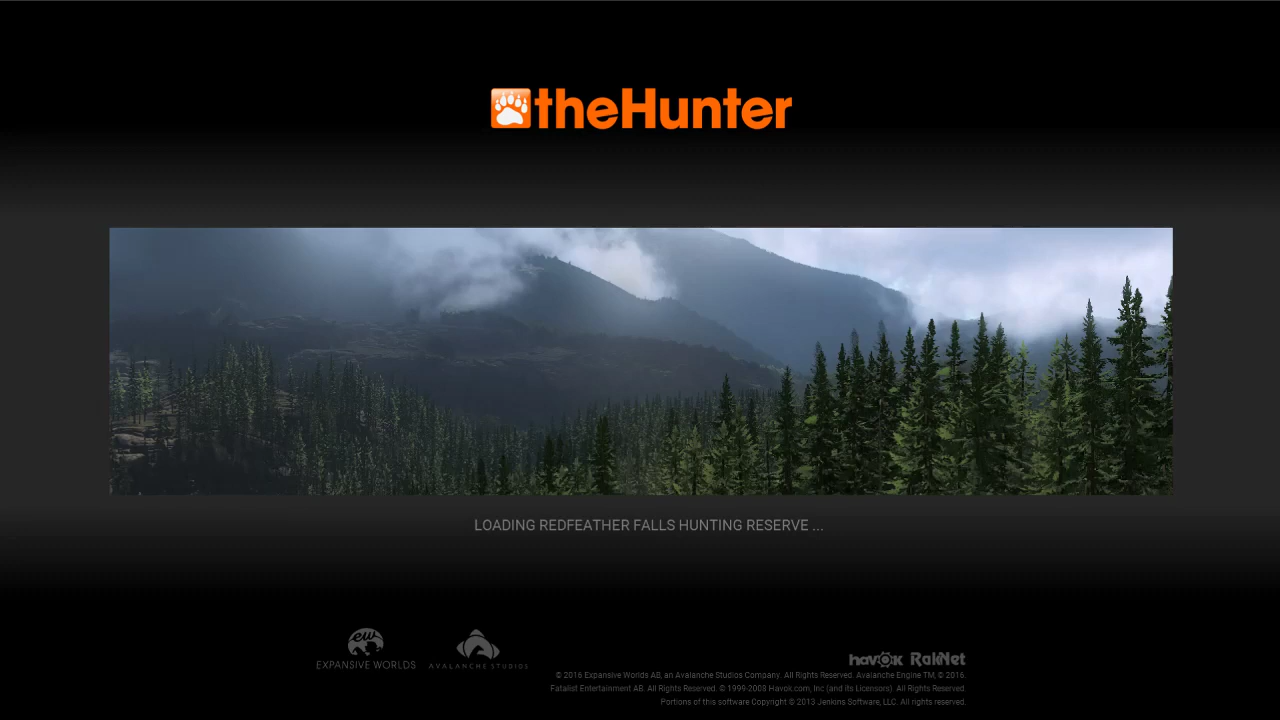 theHunter
LOADING REDFEATHER FALLS HUNTING RESERVE ...
ew
EXPANSIVE WORLDS
AVALANCHE STUDIOS
havok RakNet
© 2016 Expansive Worlds AB, an Avalanche Studios Company. All Rights Reserved. Avalanche Engine TM, © 2016.
Fatalist Entertainment AB. All Rights Reserved. © 1999-2008 Havok.com, Inc (and its Licensors). All Rights Reserved.
Portions of this software Copyright © 2013 Jenkins Software, LLC. All rights reserved.